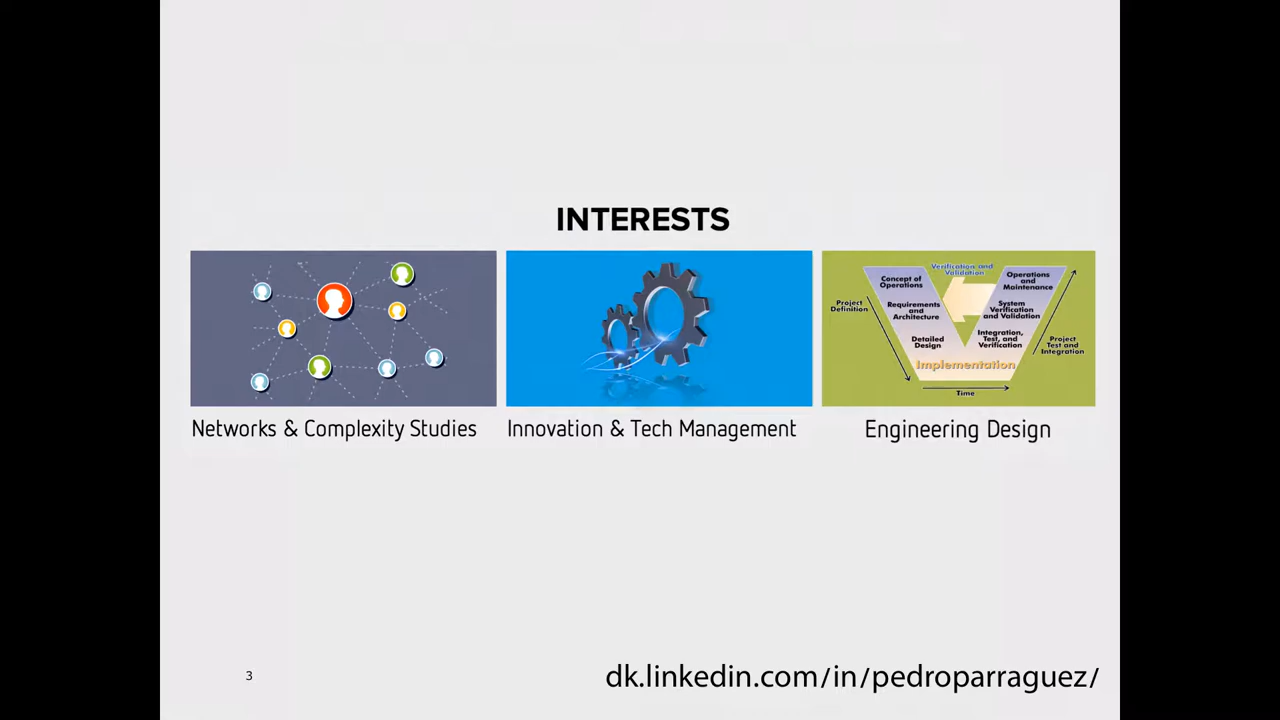 INTERESTS
Verification and
Validation
Concept of
Operations
Operations
and
Maintenance
Project
Definition
Requirements
and
Architecture
System
Verification
and Validation
Detailed
Design
Integration,
Test, and
Verification
Project
Test and
Integration
Implementation
Time
Networks & Complexity Studies
Innovation & Tech Management
Engineering Design
3
dk.linkedin.com/in/pedroparraguez/